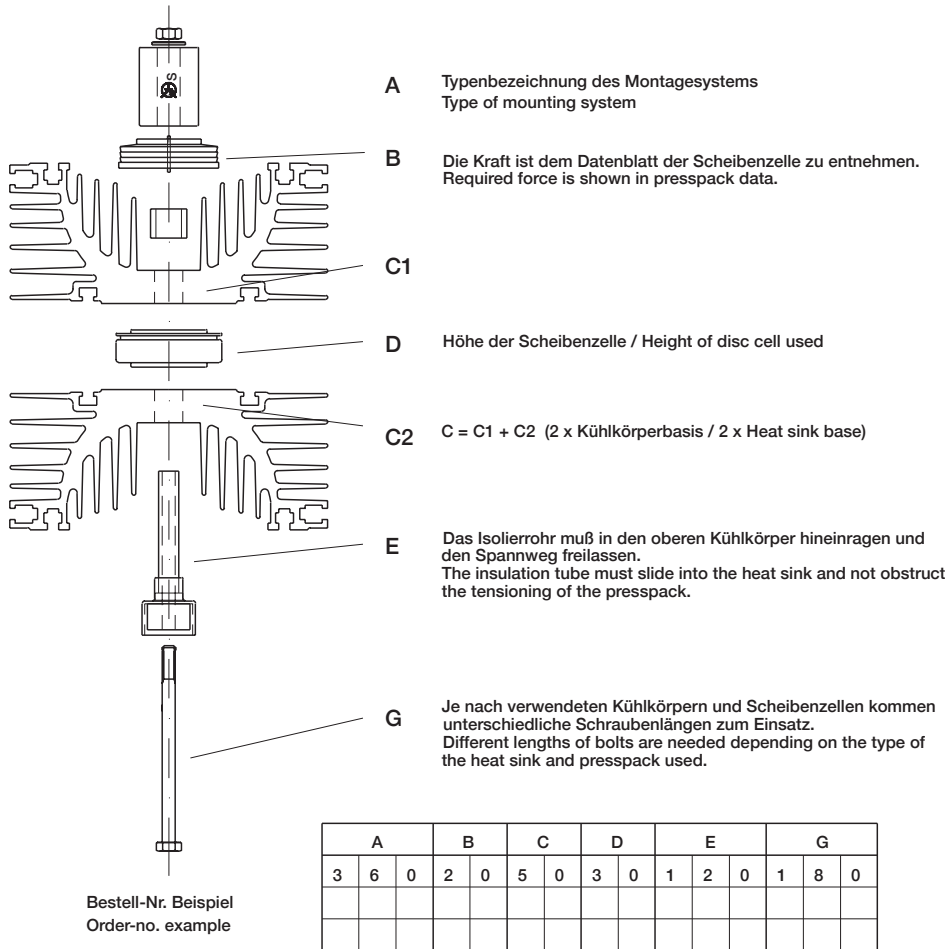 A Typenbezeichnung des Montagesystems
Type of mounting system
B Die Kraft ist dem Datenblatt der Scheibenzelle zu entnehmen.
Required force is shown in presspack data.
C1
D Höhe der Scheibenzelle / Height of disc cell used
C2 C = C1 + C2 (2 x Kühlkörperbasis / 2 x Heat sink base)
E Das Isolierrohr muß in den oberen Kühlkörper hineinragen und
den Spannweg freilassen.
The insulation tube must slide into the heat sink and not obstruct
the tensioning of the presspack.
G Je nach verwendeten Kühlkörpern und Scheibenzellen kommen
unterschiedliche Schraubenlängen zum Einsatz.
Different lengths of bolts are needed depending on the type of
the heat sink and presspack used.
A B C D E G
3 6 0 2 0 5 0 3 0 1 2 0 1 8 0
Bestell-Nr. Beispiel
Order-no. example